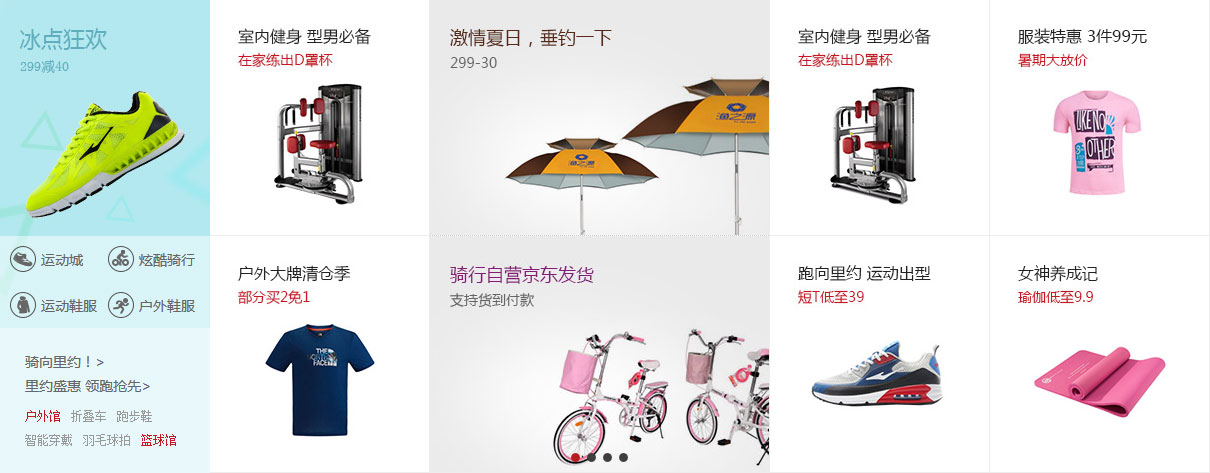 冰点狂欢
299减40
运动城
炫酷骑行
运动鞋服
户外鞋服
骑向里约！>
里约盛惠 领跑抢先>
户外馆 折叠车 跑步鞋
智能穿戴 羽毛球拍 篮球馆
室内健身 型男必备
在家练出D罩杯
激情夏日，垂钓一下
299-30
渔之源
渔之源
室内健身 型男必备
在家练出D罩杯
服装特惠 3件99元
暑期大放价
LIKE NO
OTHER
户外大牌清仓季
部分买2免1
THE
NORTH
FACE
骑行自营京东发货
支持货到付款
跑向里约 运动出型
短T低至39
女神养成记
瑜伽低至9.9